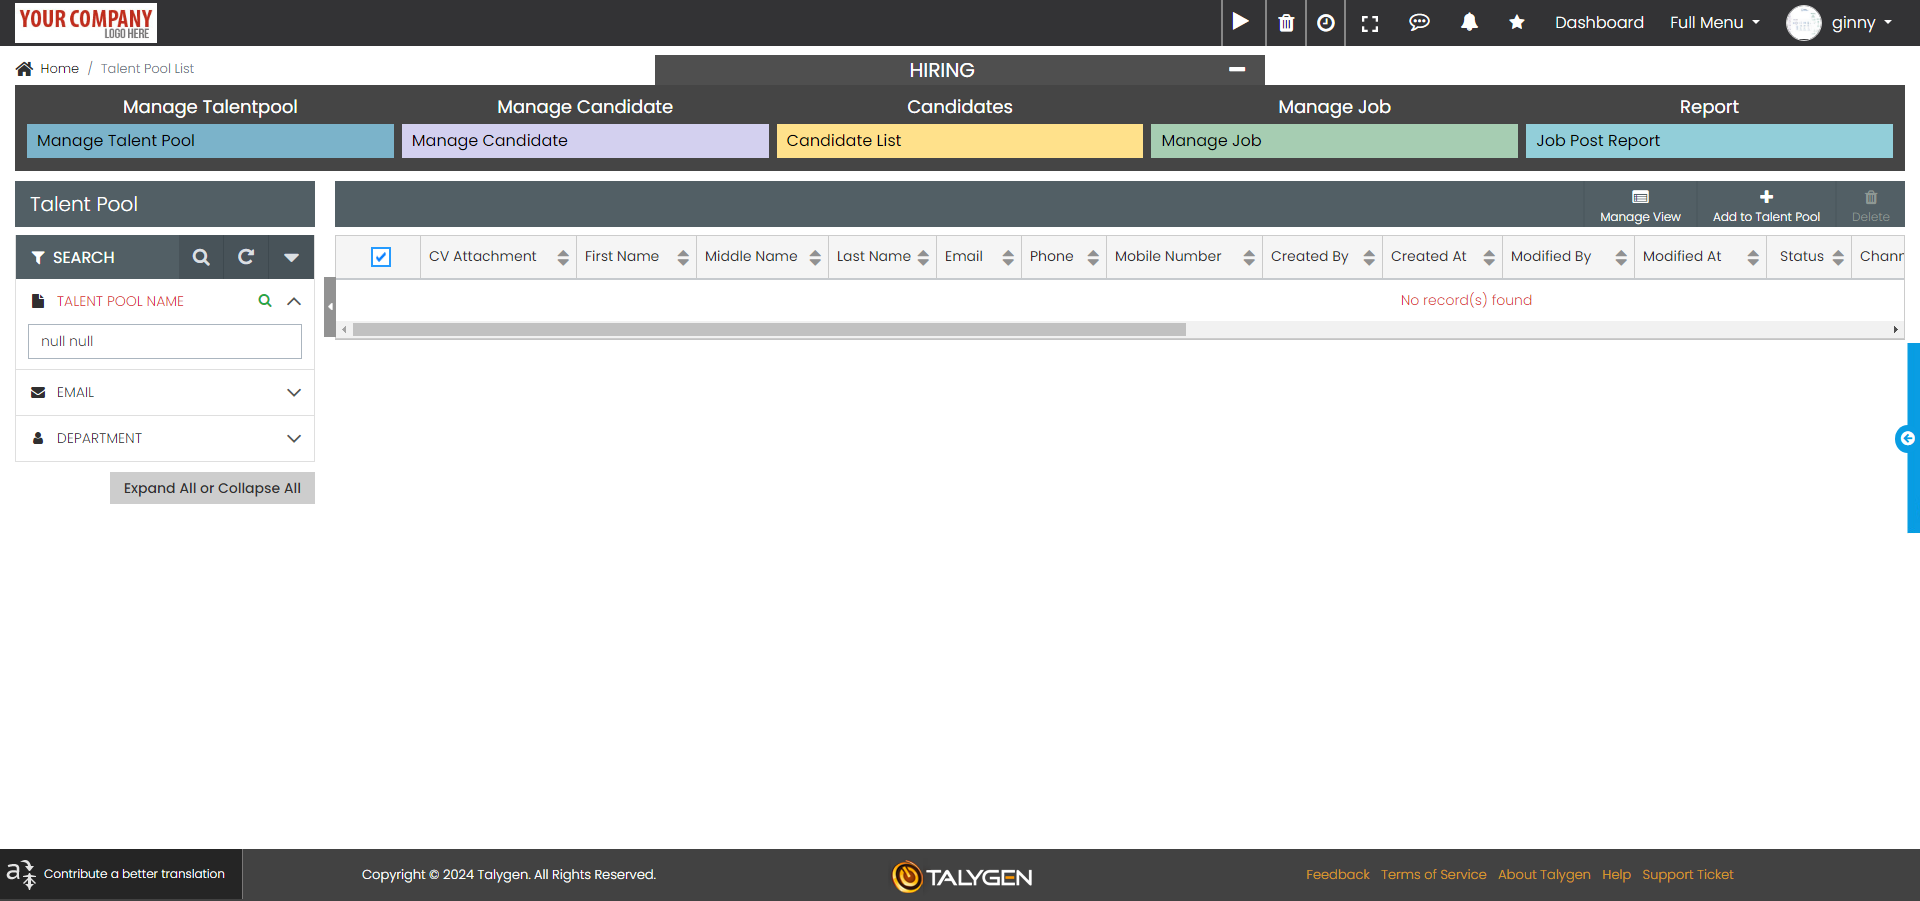 YOUR COMPANY
LOGO HERE
Dashboard
Full Menu
ginny
Home / Talent Pool List
HIRING
Manage Talentpool
Manage Candidate
Candidates
Manage Job
Report
Manage Talent Pool
Manage Candidate
Candidate List
Manage Job
Job Post Report
Talent Pool
Manage View
Add to Talent Pool
Delete
SEARCH
CV Attachment
First Name
Middle Name
Last Name
Email
Phone
Mobile Number
Created By
Created At
Modified By
Modified At
Status
Chann
TALENT POOL NAME
No record(s) found
null null
EMAIL
DEPARTMENT
Expand All or Collapse All
Contribute a better translation
Copyright © 2024 Talygen. All Rights Reserved.
TALYGEN
Feedback
Terms of Service
About Talygen
Help
Support Ticket